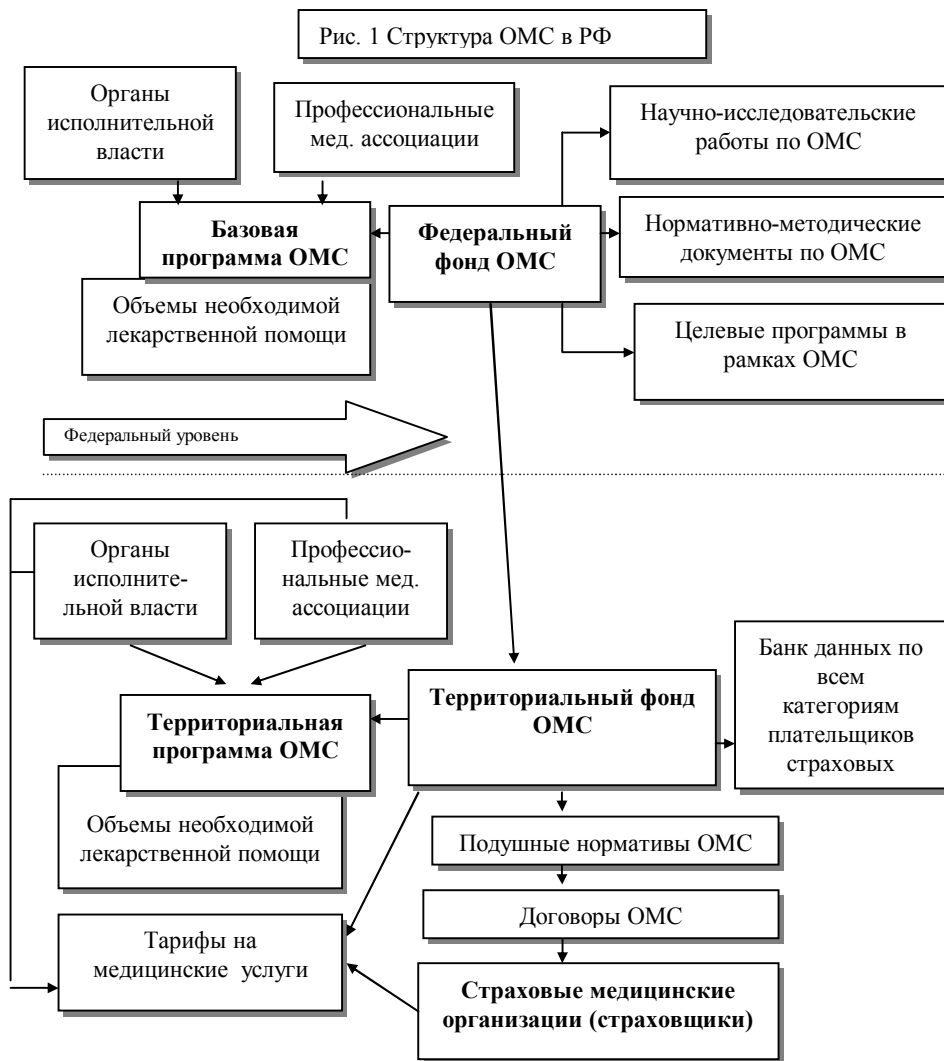 Рис. 1 Структура ОМС в РФ
Органы
исполнительной
власти
Профессиональные
мед. ассоциации
Научно-исследовательские
работы по ОМС
Базовая
программа ОМС
Федеральный
фонд ОМС
Нормативно-методические
документы по ОМС
Объемы необходимой
лекарственной помощи
Целевые программы в
рамках ОМС
Федеральный уровень
Органы
исполните-
льной власти
Профессио-
нальные мед.
ассоциации
Территориальная
программа ОМС
Территориальный фонд
ОМС
Банк данных по
всем
категориям
плательщиков
страховых
Объемы необходимой
лекарственной помощи
Подушные нормативы ОМС
Договоры ОМС
Тарифы на
медицинские услуги
Страховые медицинские
организации (страховщики)